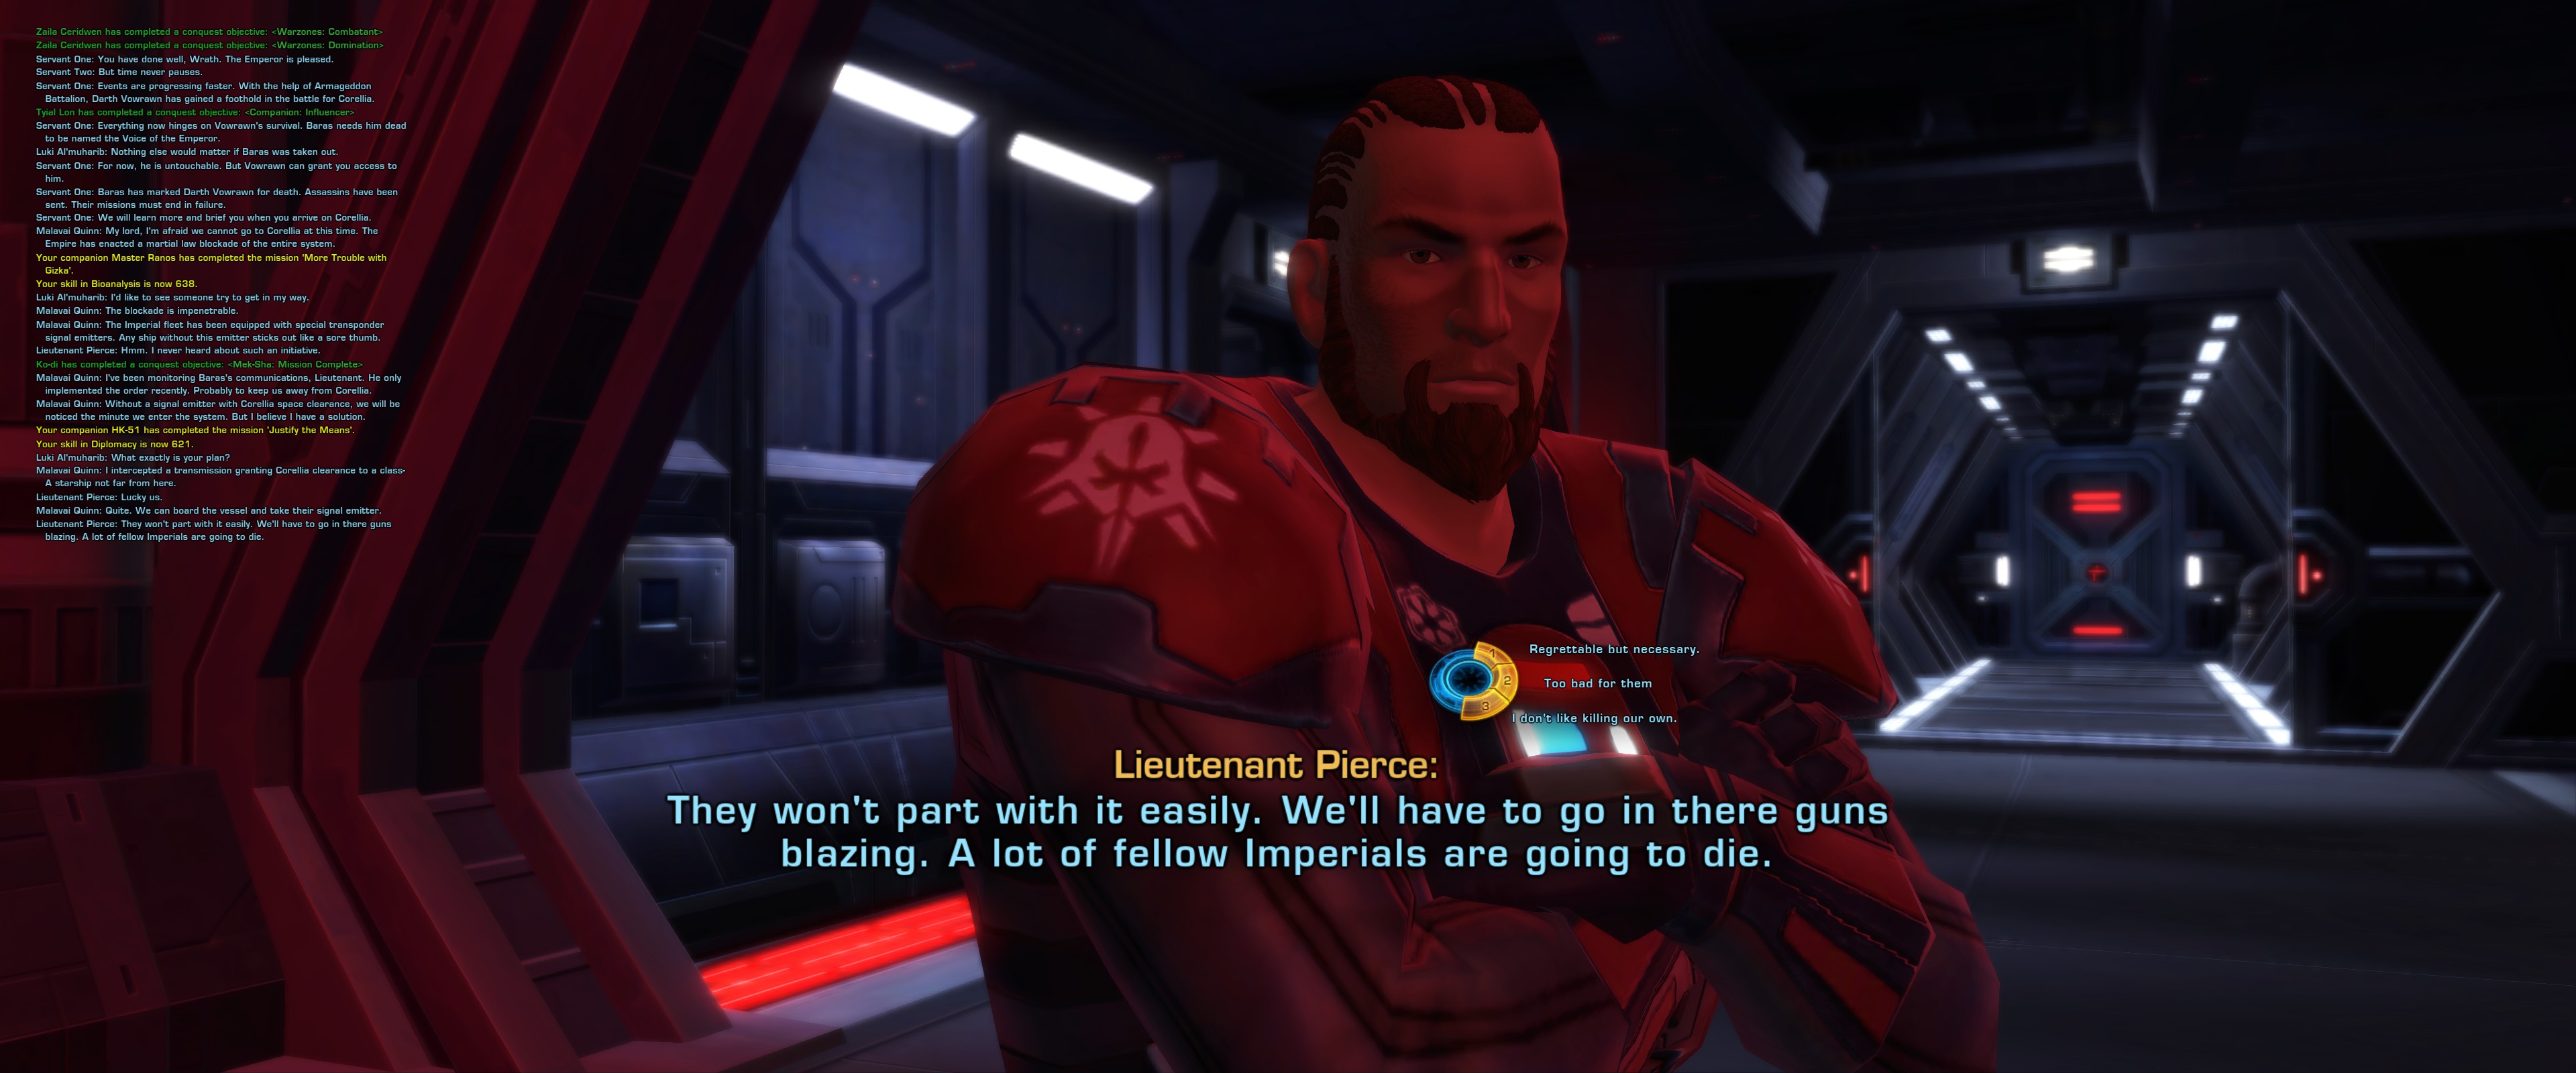 Zaila Ceridwen has completed a conquest objective: <Warzones: Combatant>
Zaila Ceridwen has completed a conquest objective: <Warzones: Domination>
Servant One: You have done well, Wrath. The Emperor is pleased.
Servant Two: But time never pauses.
Servant One: Events are progressing faster. With the help of Armageddon
Battalion, Darth Vowrawn has gained a foothold in the battle for Corellia.
Tyial Lon has completed a conquest objective: <Companion: Influencer>
Servant One: Everything now hinges on Vowrawn's survival. Baras needs him dead
to be named the Voice of the Emperor.
Luki Al'muharib: Nothing else would matter if Baras was taken out.
Servant One: For now, he is untouchable. But Vowrawn can grant you access to
him.
Servant One: Baras has marked Darth Vowrawn for death. Assassins have been
sent. Their missions must end in failure.
Servant One: We will learn more and brief you when you arrive on Corellia.
Malavai Quinn: My lord, I'm afraid we cannot go to Corellia at this time. The
Empire has enacted a martial law blockade of the entire system.
Your companion Master Ranos has completed the mission 'More Trouble with
Gizka'.
Your skill in Bioanalysis is now 638.
Luki Al'muharib: I'd like to see someone try to get in my way.
Malavai Quinn: The blockade is impenetrable.
Malavai Quinn: The Imperial fleet has been equipped with special transponder
signal emitters. Any ship without this emitter sticks out like a sore thumb.
Lieutenant Pierce: Hmm. I never heard about such an initiative.
Ko-di has completed a conquest objective: <Mek-Sha: Mission Complete>
Malavai Quinn: I've been monitoring Baras's communications, Lieutenant. He only
implemented the order recently. Probably to keep us away from Corellia.
Malavai Quinn: Without a signal emitter with Corellia space clearance, we will be
noticed the minute we enter the system. But I believe I have a solution.
Your companion HK-51 has completed the mission 'Justify the Means'.
Your skill in Diplomacy is now 621.
Luki Al'muharib: What exactly is your plan?
Malavai Quinn: I intercepted a transmission granting Corellia clearance to a class-
A starship not far from here.
Lieutenant Pierce: Lucky us.
Malavai Quinn: Quite. We can board the vessel and take their signal emitter.
Lieutenant Pierce: They won't part with it easily. We'll have to go in there guns
blazing. A lot of fellow Imperials are going to die.
1 Regrettable but necessary.
2 Too bad for them
3 I don't like killing our own.
Lieutenant Pierce:
They won't part with it easily. We'll have to go in there guns
blazing. A lot of fellow Imperials are going to die.